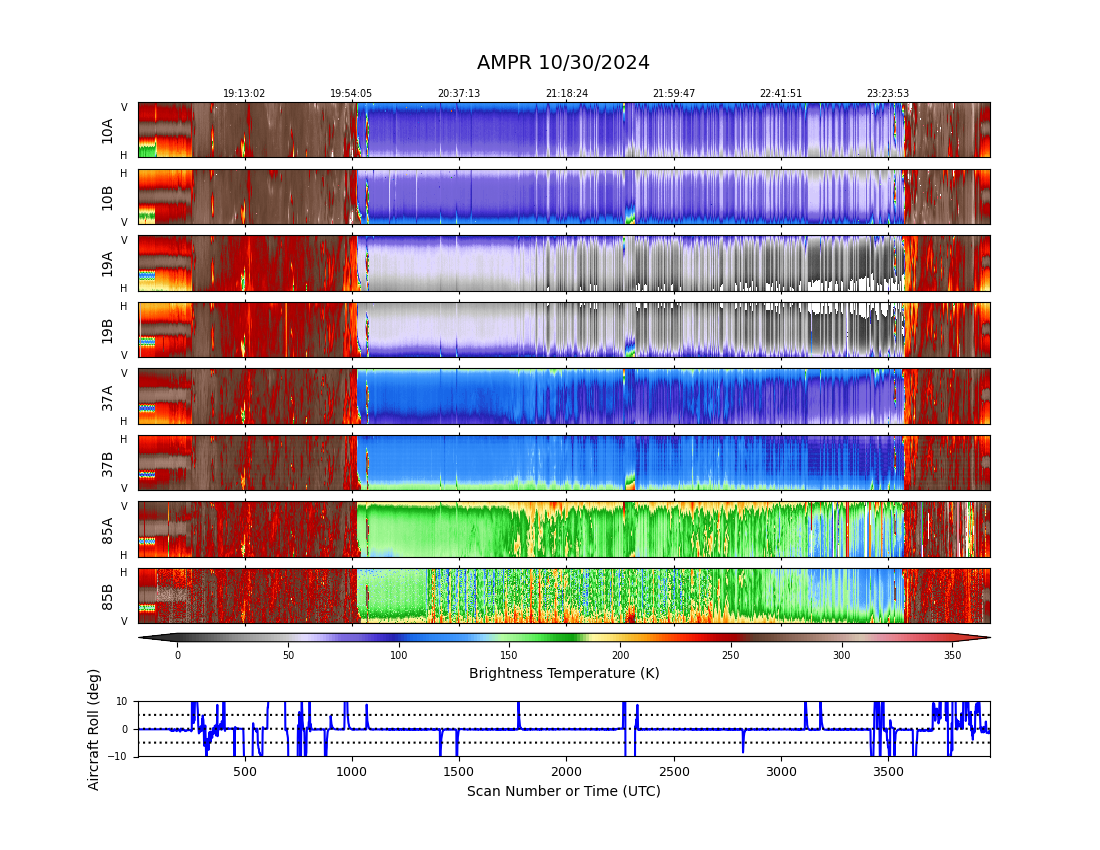 AMPR 10/30/2024
19:13:02 19:54:05 20:37:13 21:18:24 21:59:47 22:41:51 23:23:53
V
10A
H
H
10B
V
V
19A
H
H
19B
V
V
37A
H
H
37B
V
V
85A
H
H
85B
V
0 50 100 150 200 250 300 350
Brightness Temperature (K)
Aircraft Roll (deg)
10
0
−10
500 1000 1500 2000 2500 3000 3500
Scan Number or Time (UTC)